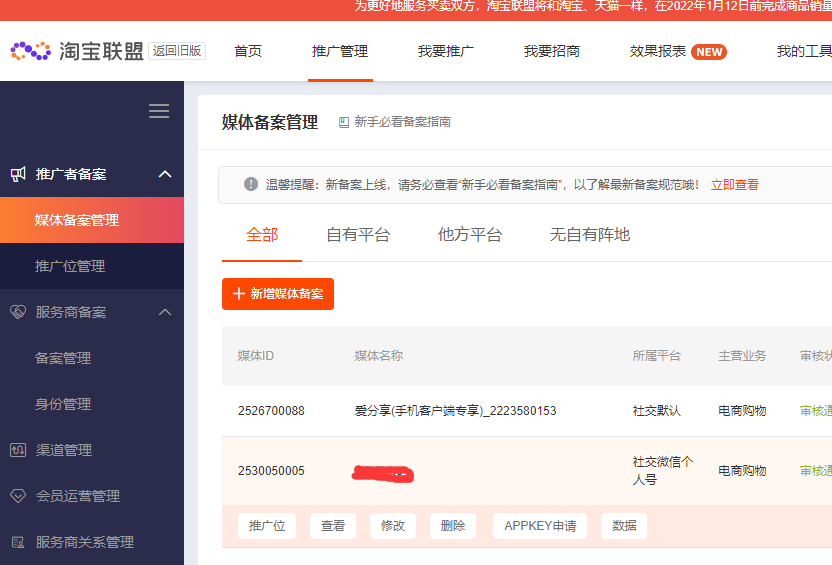 为更好地服务买卖双方，淘宝联盟将和淘宝、天猫一样，在2022年1月12日前完成商品销量
淘宝联盟 返回旧版 首页 推广管理 我要推广 我要招商 效果报表 NEW 我的工具
媒体备案管理 新手必看备案指南
推广者备案
温馨提醒：新备案上线，请务必查看“新手必看备案指南”，以了解最新备案规范哦！ 立即查看
媒体备案管理
全部 自有平台 他方平台 无自有阵地
推广位管理
+ 新增媒体备案
服务商备案
媒体ID 媒体名称 所属平台 主营业务 审核状
备案管理
身份管理
2526700088 爱分享(手机客户端专享)_2223580153 社交默认 电商购物 审核通
渠道管理
2530050005 社交微信个人号 电商购物 审核通
会员运营管理
推广位 查看 修改 删除 APPKEY申请 数据
服务商关系管理